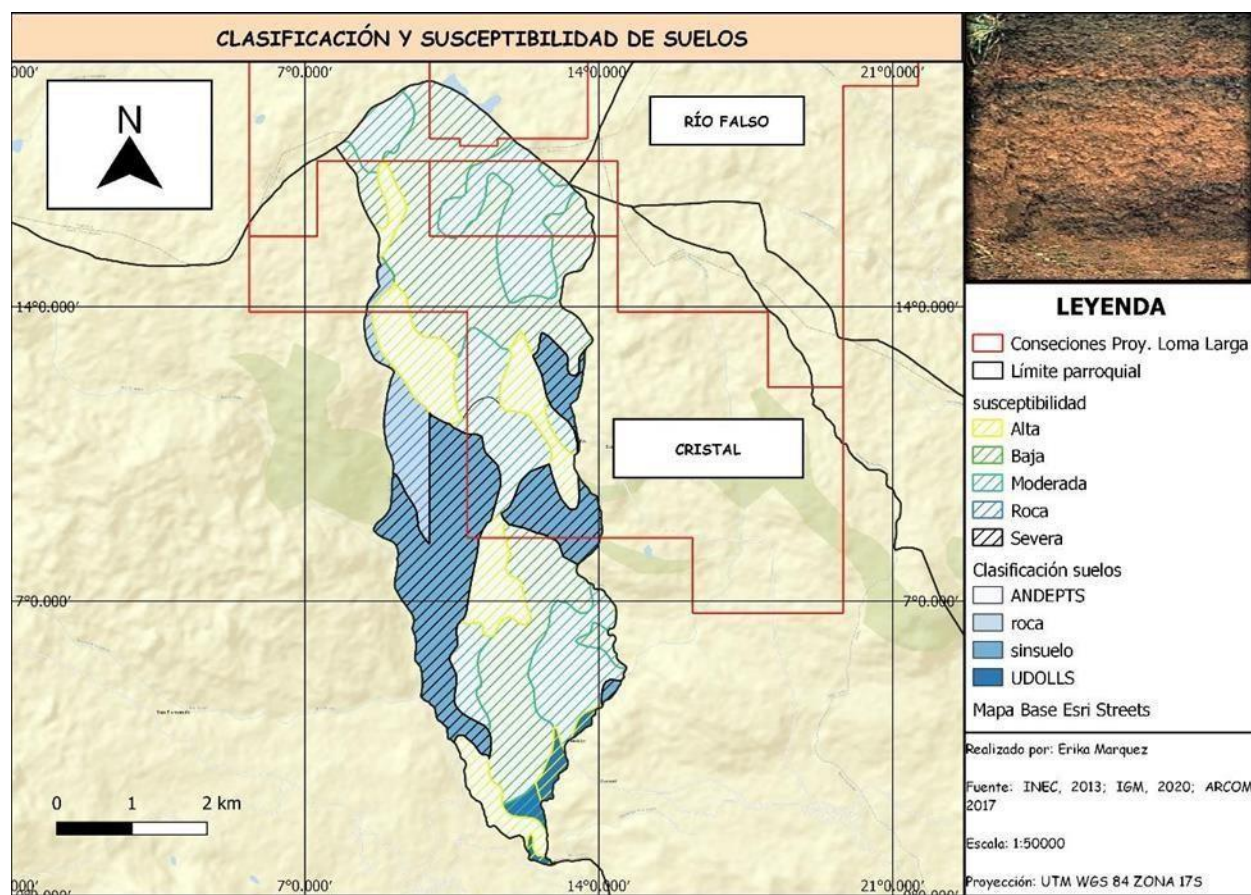 CLASIFICACIÓN Y SUSCEPTIBILIDAD DE SUELOS
0.000′ 7°0.000′ 14°0.000′ 21°0.000′
N
RÍO FALSO
14°0.000′ 14°0.000′
CRISTAL
7°0.000′ 7°0.000′
0 1 2 km
7°0.000′ 14°0.000′ 21°0.000′
LEYENDA
Conseciones Proy. Loma Larga
Límite parroquial
susceptibilidad
Alta
Baja
Moderada
Roca
Severa
Clasificación suelos
ANDEPTS
roca
sinsuelo
UDOLLS
Mapa Base Esri Streets
Realizado por: Erika Marquez
Fuente: INEC, 2013; IGM, 2020; ARCOM
2017
Escala: 1:50000
Proyección: UTM WGS 84 ZONA 17S